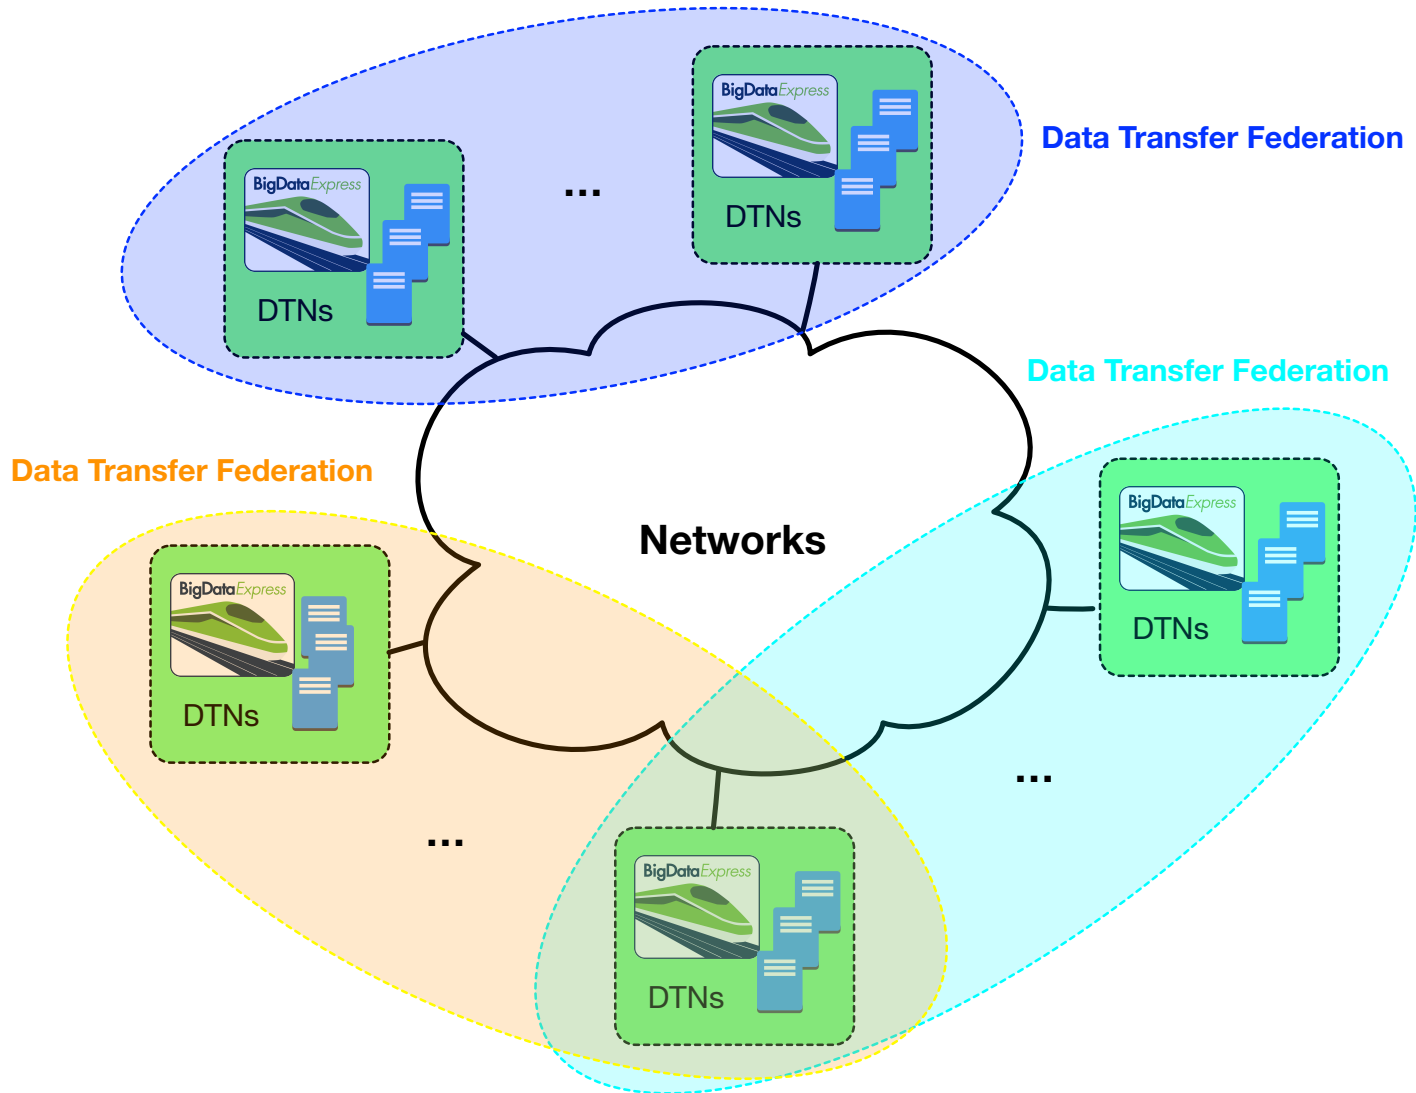 BigDataExpress
DTNs
Data Transfer Federation
BigDataExpress
...
DTNs
Data Transfer Federation
Data Transfer Federation
BigDataExpress
DTNs
Networks
BigDataExpress
DTNs
...
...
BigDataExpress
DTNs